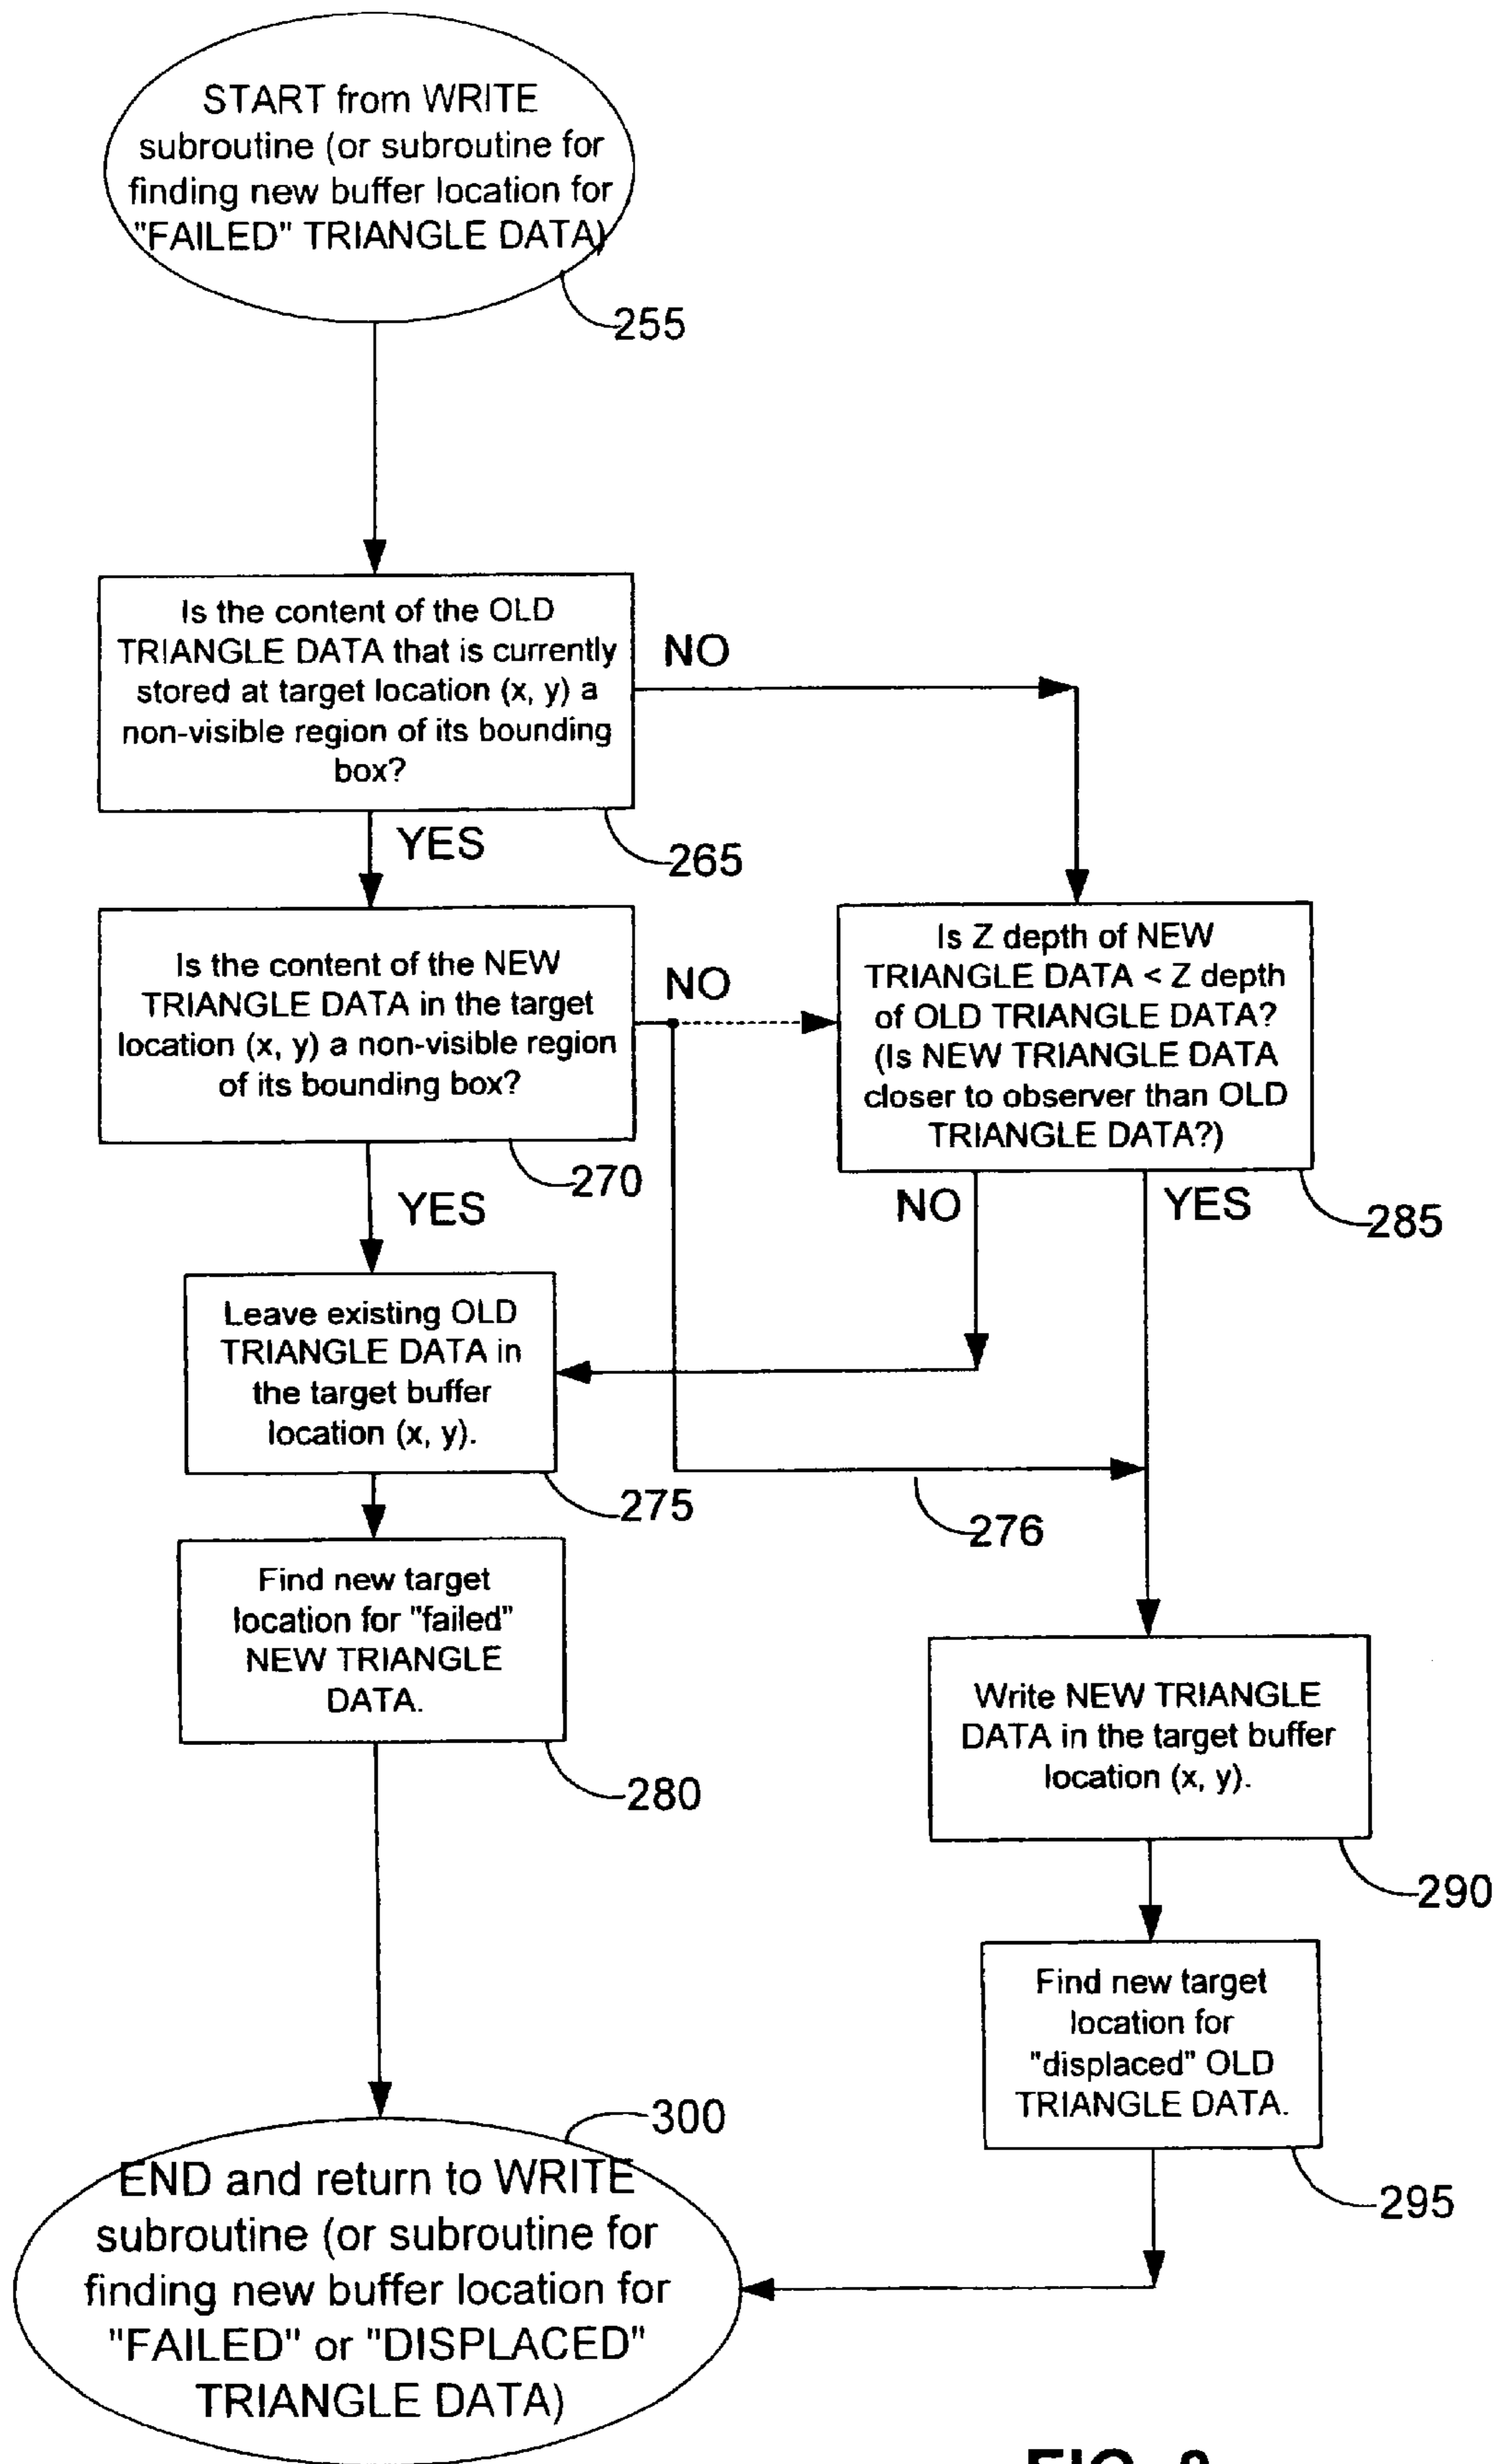 START from WRITE
subroutine (or subroutine for
finding new buffer location for
"FAILED" TRIANGLE DATA)
255
Is the content of the OLD
TRIANGLE DATA that is currently
stored at target location (x, y) a
non-visible region of its bounding
box?
NO
YES
265
Is the content of the NEW
TRIANGLE DATA in the target
location (x, y) a non-visible region
of its bounding box?
NO
Is Z depth of NEW
TRIANGLE DATA < Z depth
of OLD TRIANGLE DATA?
(Is NEW TRIANGLE DATA
closer to observer than OLD
TRIANGLE DATA?)
270
YES
NO
YES
285
Leave existing OLD
TRIANGLE DATA in
the target buffer
location (x, y).
275
276
Find new target
location for "failed"
NEW TRIANGLE
DATA.
280
Write NEW TRIANGLE
DATA in the target buffer
location (x, y).
290
Find new target
location for
"displaced" OLD
TRIANGLE DATA.
295
300
END and return to WRITE
subroutine (or subroutine for
finding new buffer location for
"FAILED" or "DISPLACED"
TRIANGLE DATA)